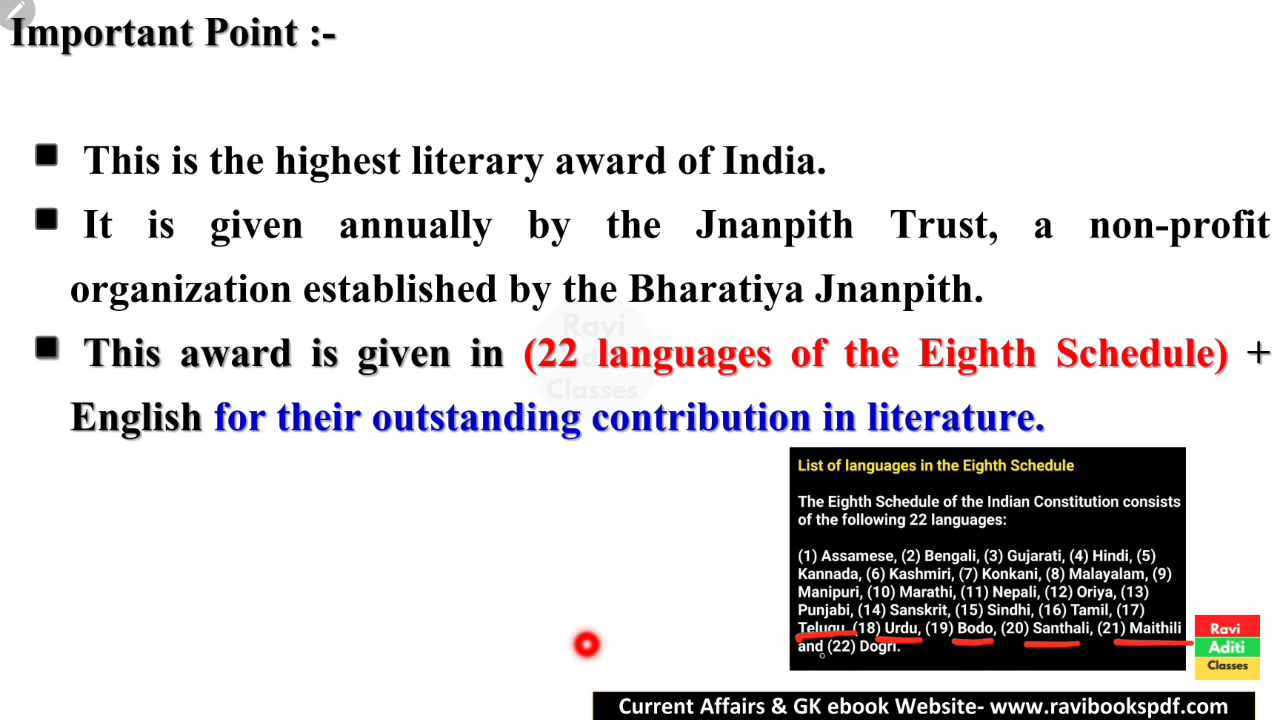 Important Point :-
This is the highest literary award of India.
It is given annually by the Jnanpith Trust, a non-profit
organization established by the Bharatiya Jnanpith.
This award is given in (22 languages of the Eighth Schedule) +
English for their outstanding contribution in literature.
Ravi
Aditi
Classes
List of languages in the Eighth Schedule
The Eighth Schedule of the Indian Constitution consists
of the following 22 languages:
(1) Assamese, (2) Bengali, (3) Gujarati, (4) Hindi, (5)
Kannada, (6) Kashmiri, (7) Konkani, (8) Malayalam, (9)
Manipuri, (10) Marathi, (11) Nepali, (12) Oriya, (13)
Punjabi, (14) Sanskrit, (15) Sindhi, (16) Tamil, (17)
Telugu, (18) Urdu, (19) Bodo, (20) Santhali, (21) Maithili
and (22) Dogri.
Ravi
Aditi
Classes
Current Affairs & GK ebook Website- www.ravibookspdf.com